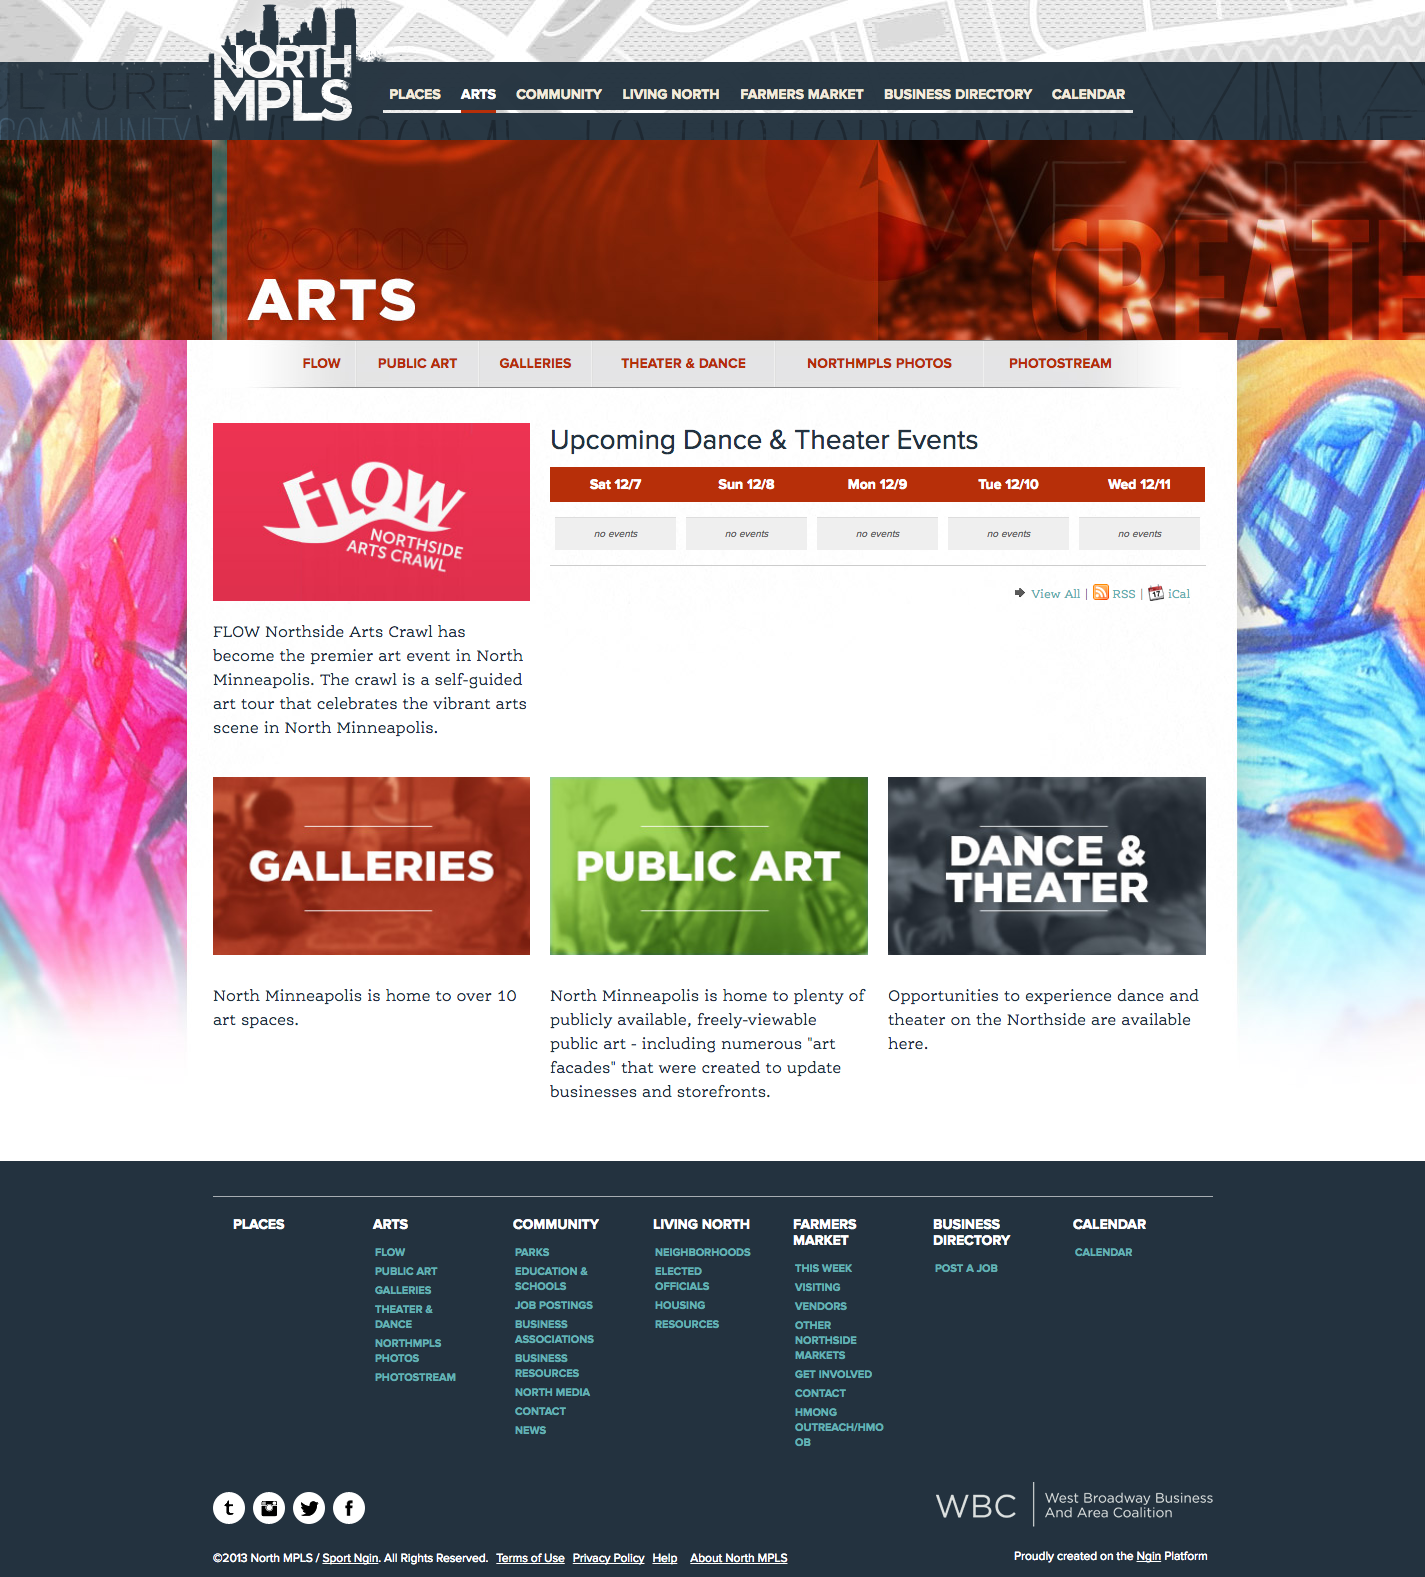 NORTH
MPLS
PLACES ARTS COMMUNITY LIVING NORTH FARMERS MARKET BUSINESS DIRECTORY CALENDAR
ULTURE
COMMUNITY
CREATE
ARTS
FLOW PUBLIC ART GALLERIES THEATER & DANCE NORTHMPLS PHOTOS PHOTOSTREAM
FLOW
NORTHSIDE
ARTS CRAWL
Upcoming Dance & Theater Events
Sat 12/7 Sun 12/8 Mon 12/9 Tue 12/10 Wed 12/11
no events no events no events no events no events
View All | RSS | 17 iCal
FLOW Northside Arts Crawl has
become the premier art event in North
Minneapolis. The crawl is a self-guided
art tour that celebrates the vibrant arts
scene in North Minneapolis.
GALLERIES
North Minneapolis is home to over 10
art spaces.
PUBLIC ART
North Minneapolis is home to plenty of
publicly available, freely-viewable
public art - including numerous "art
facades" that were created to update
businesses and storefronts.
DANCE &
THEATER
Opportunities to experience dance and
theater on the Northside are available
here.
PLACES
ARTS
FLOW
PUBLIC ART
GALLERIES
THEATER &
DANCE
NORTHMPLS
PHOTOS
PHOTOSTREAM
COMMUNITY
PARKS
EDUCATION &
SCHOOLS
JOB POSTINGS
BUSINESS
ASSOCIATIONS
BUSINESS
RESOURCES
NORTH MEDIA
CONTACT
NEWS
LIVING NORTH
NEIGHBORHOODS
ELECTED
OFFICIALS
HOUSING
RESOURCES
FARMERS
MARKET
THIS WEEK
VISITING
VENDORS
OTHER
NORTHSIDE
MARKETS
GET INVOLVED
CONTACT
HMONG
OUTREACH/HMO
OB
BUSINESS
DIRECTORY
POST A JOB
CALENDAR
CALENDAR
WBC
West Broadway Business
And Area Coalition
©2013 North MPLS / Sport Ngin. All Rights Reserved. Terms of Use Privacy Policy Help About North MPLS
Proudly created on the Ngin Platform